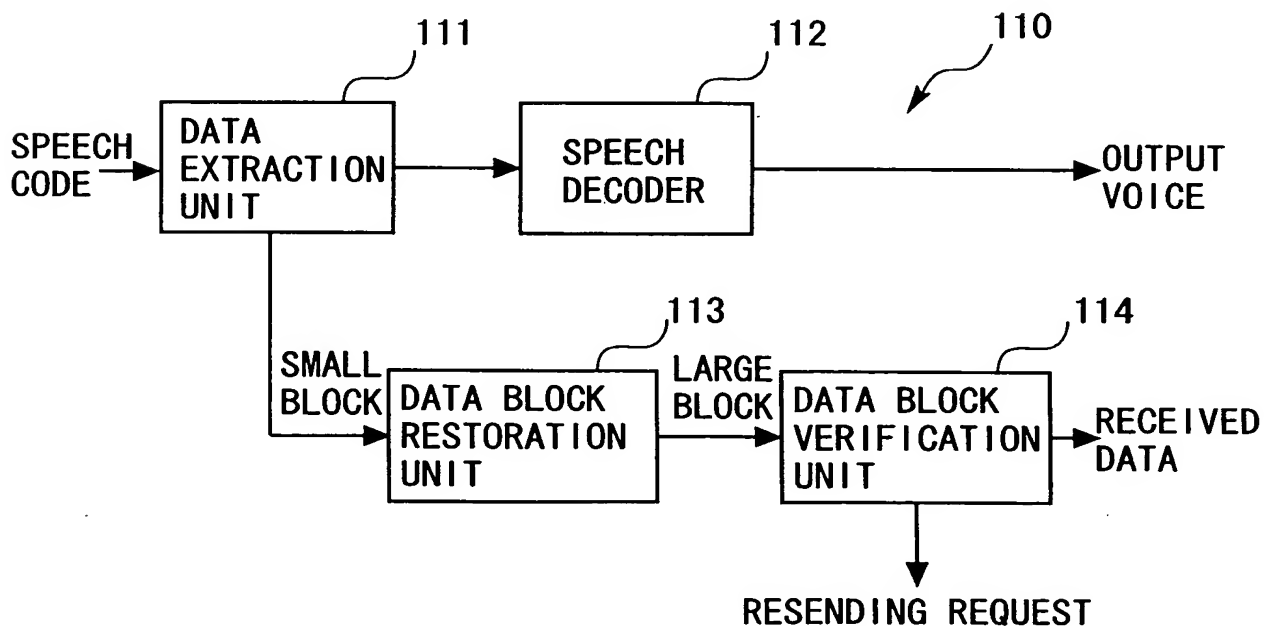 111
112
110
SPEECH
CODE
DATA
EXTRACTION
UNIT
SPEECH
DECODER
OUTPUT
VOICE
113
114
SMALL
BLOCK
DATA BLOCK
RESTORATION
UNIT
LARGE
BLOCK
DATA BLOCK
VERIFICATION
UNIT
RECEIVED
DATA
RESENDING REQUEST